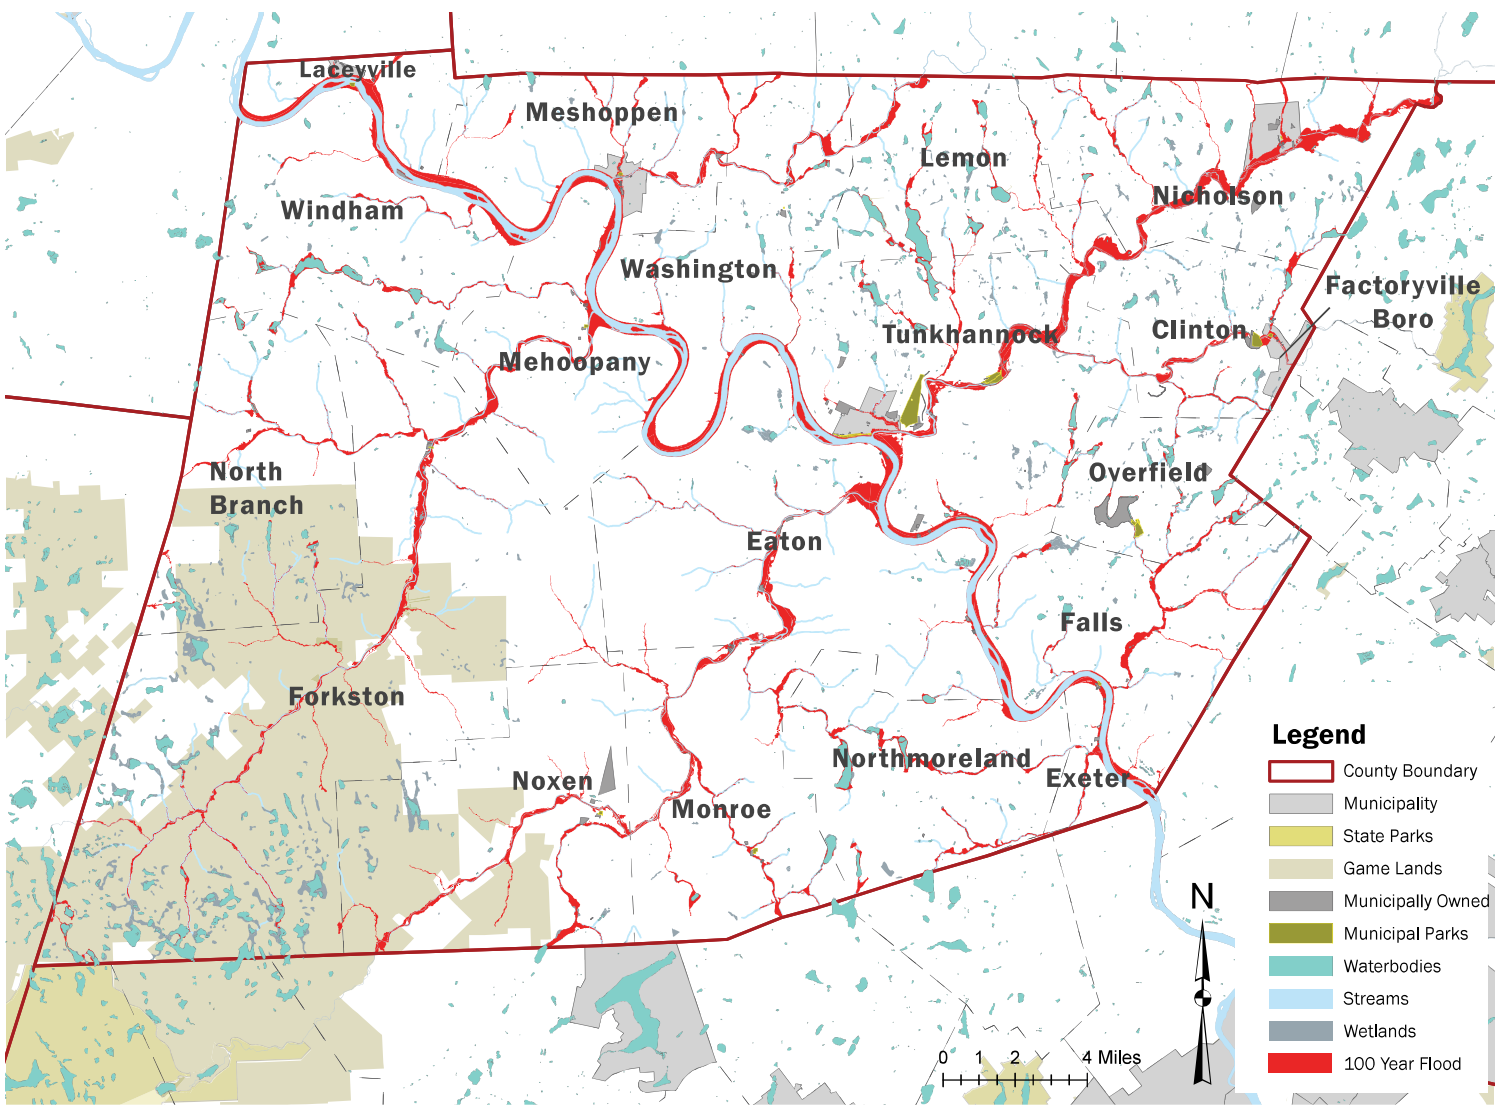 Laceyville
Meshoppen
Lemon
Nicholson
Windham
Washington
Factoryville
Boro
Tunkhannock
Clinton
Mehoopany
North
Branch
Overfield
Eaton
Falls
Forkston
Northmoreland
Exeter
Noxen
Monroe
Legend
County Boundary
Municipality
State Parks
Game Lands
Municipally Owned
Municipal Parks
Waterbodies
Streams
Wetlands
100 Year Flood
N
0 1 2 4 Miles